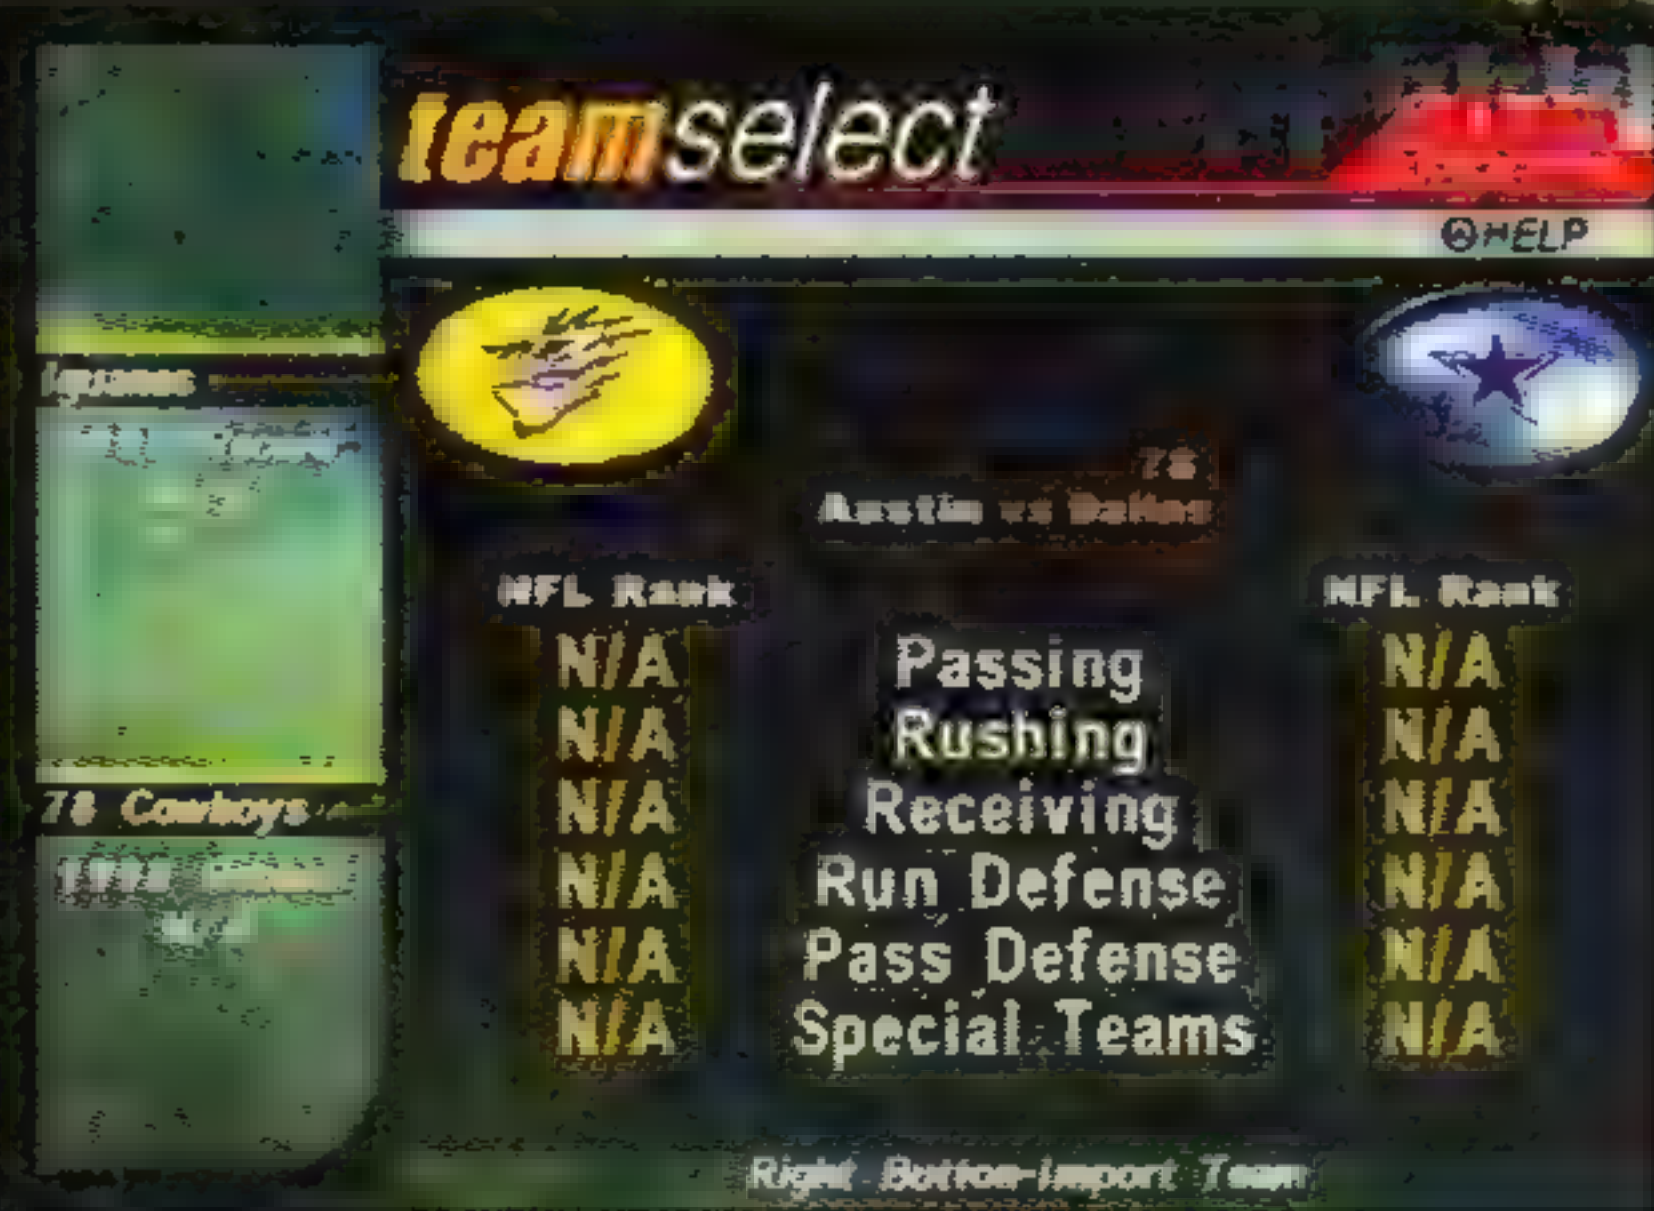 teamselect
HELP
78
Austin vs Dallas
NFL Rank NFL Rank
N/A Passing N/A
N/A Rushing N/A
N/A Receiving N/A
78 Cowboys
N/A Run Defense N/A
N/A Pass Defense N/A
N/A Special Teams N/A
Right Button-Import Team